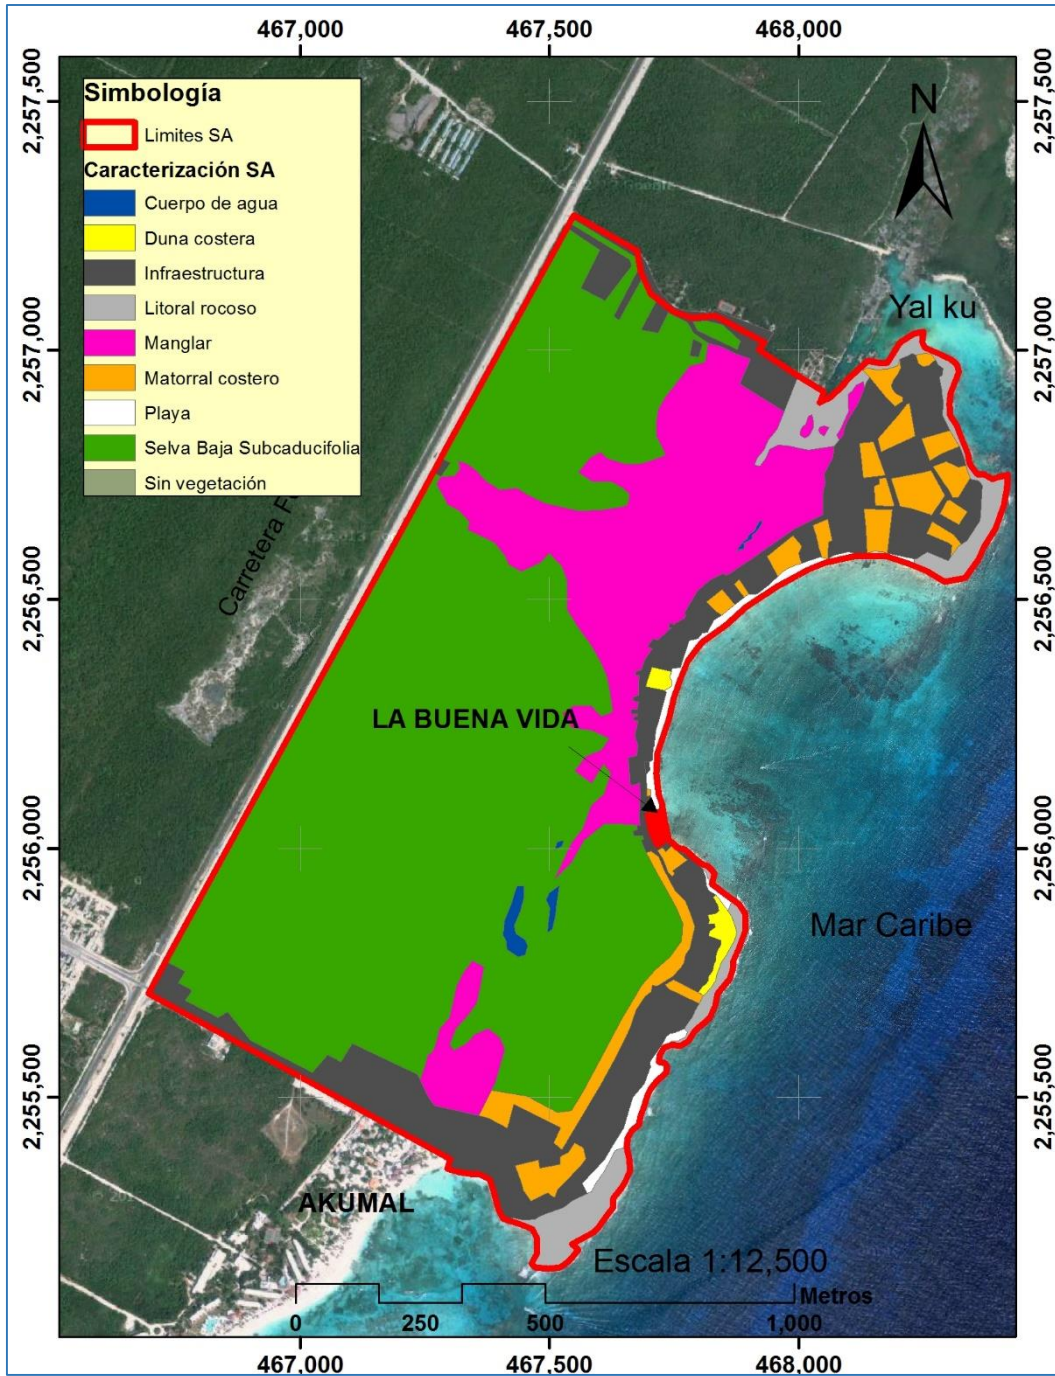 467,000 467,500 468,000
2,257,500
2,257,500
Simbología
Limites SA
Caracterización SA
Cuerpo de agua
Duna costera
Infraestructura
Litoral rocoso
Manglar
Matorral costero
Playa
Selva Baja Subcaducifolia
Sin vegetación
N
Google
Yal ku
2,257,000
2,257,000
Carretera
2,256,500
2,256,500
LA BUENA VIDA
2,256,000
2,256,000
Mar Caribe
2,255,500
2,255,500
AKUMAL
Escala 1:12,500
Metros
0 250 500 1,000
467,000 467,500 468,000